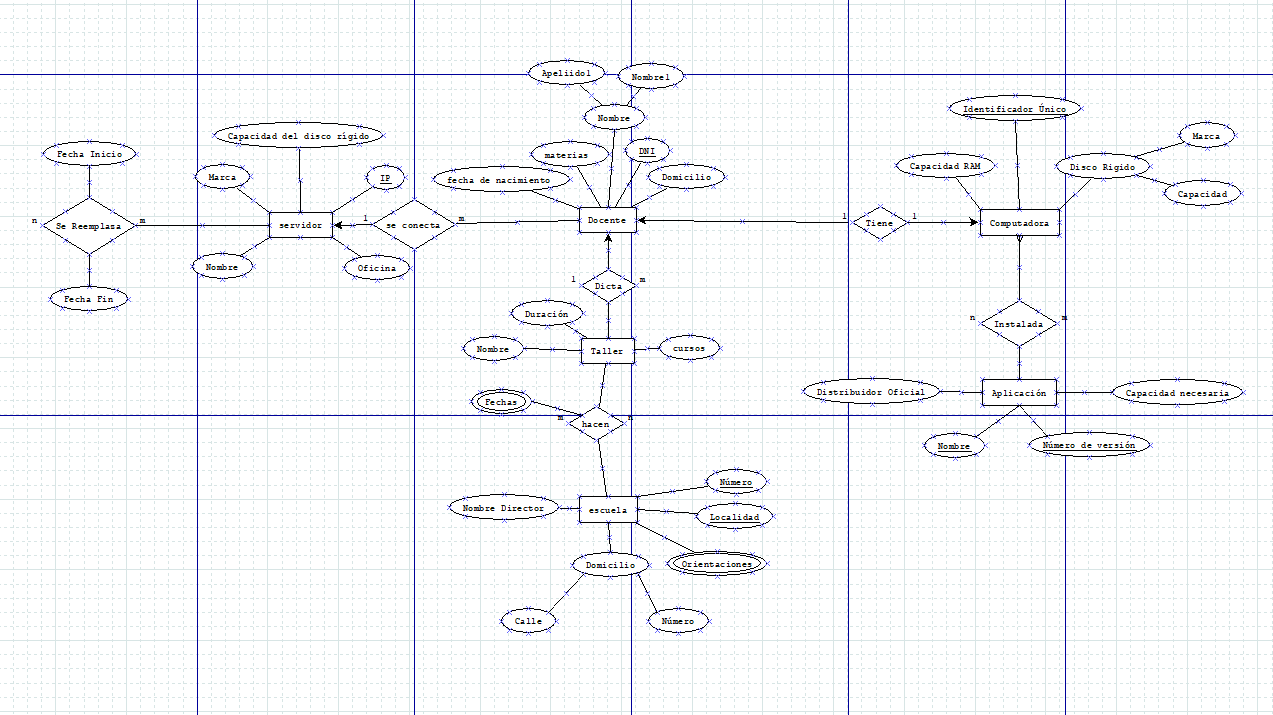 Apeliido1
Nombre1
Nombre
Identificador Único
Capacidad del disco rígido
Marca
Fecha Inicio
materias
DNI
Capacidad RAM
Disco Rigido
Marca
IP
fecha de nacimiento
Domicilio
Capacidad
n
Se Reemplaza
m
servidor
1
se conecta
m
Docente
1
Tiene
1
Computadora
Nombre
Oficina
Fecha Fin
1
Dicta
m
Duración
n
Instalada
m
Nombre
Taller
cursos
Distribuidor Oficial
Aplicación
Capacidad necesaria
Fechas
m
hacen
n
Nombre
Número de versión
Número
Nombre Director
escuela
Localidad
Domicilio
Orientaciones
Calle
Número